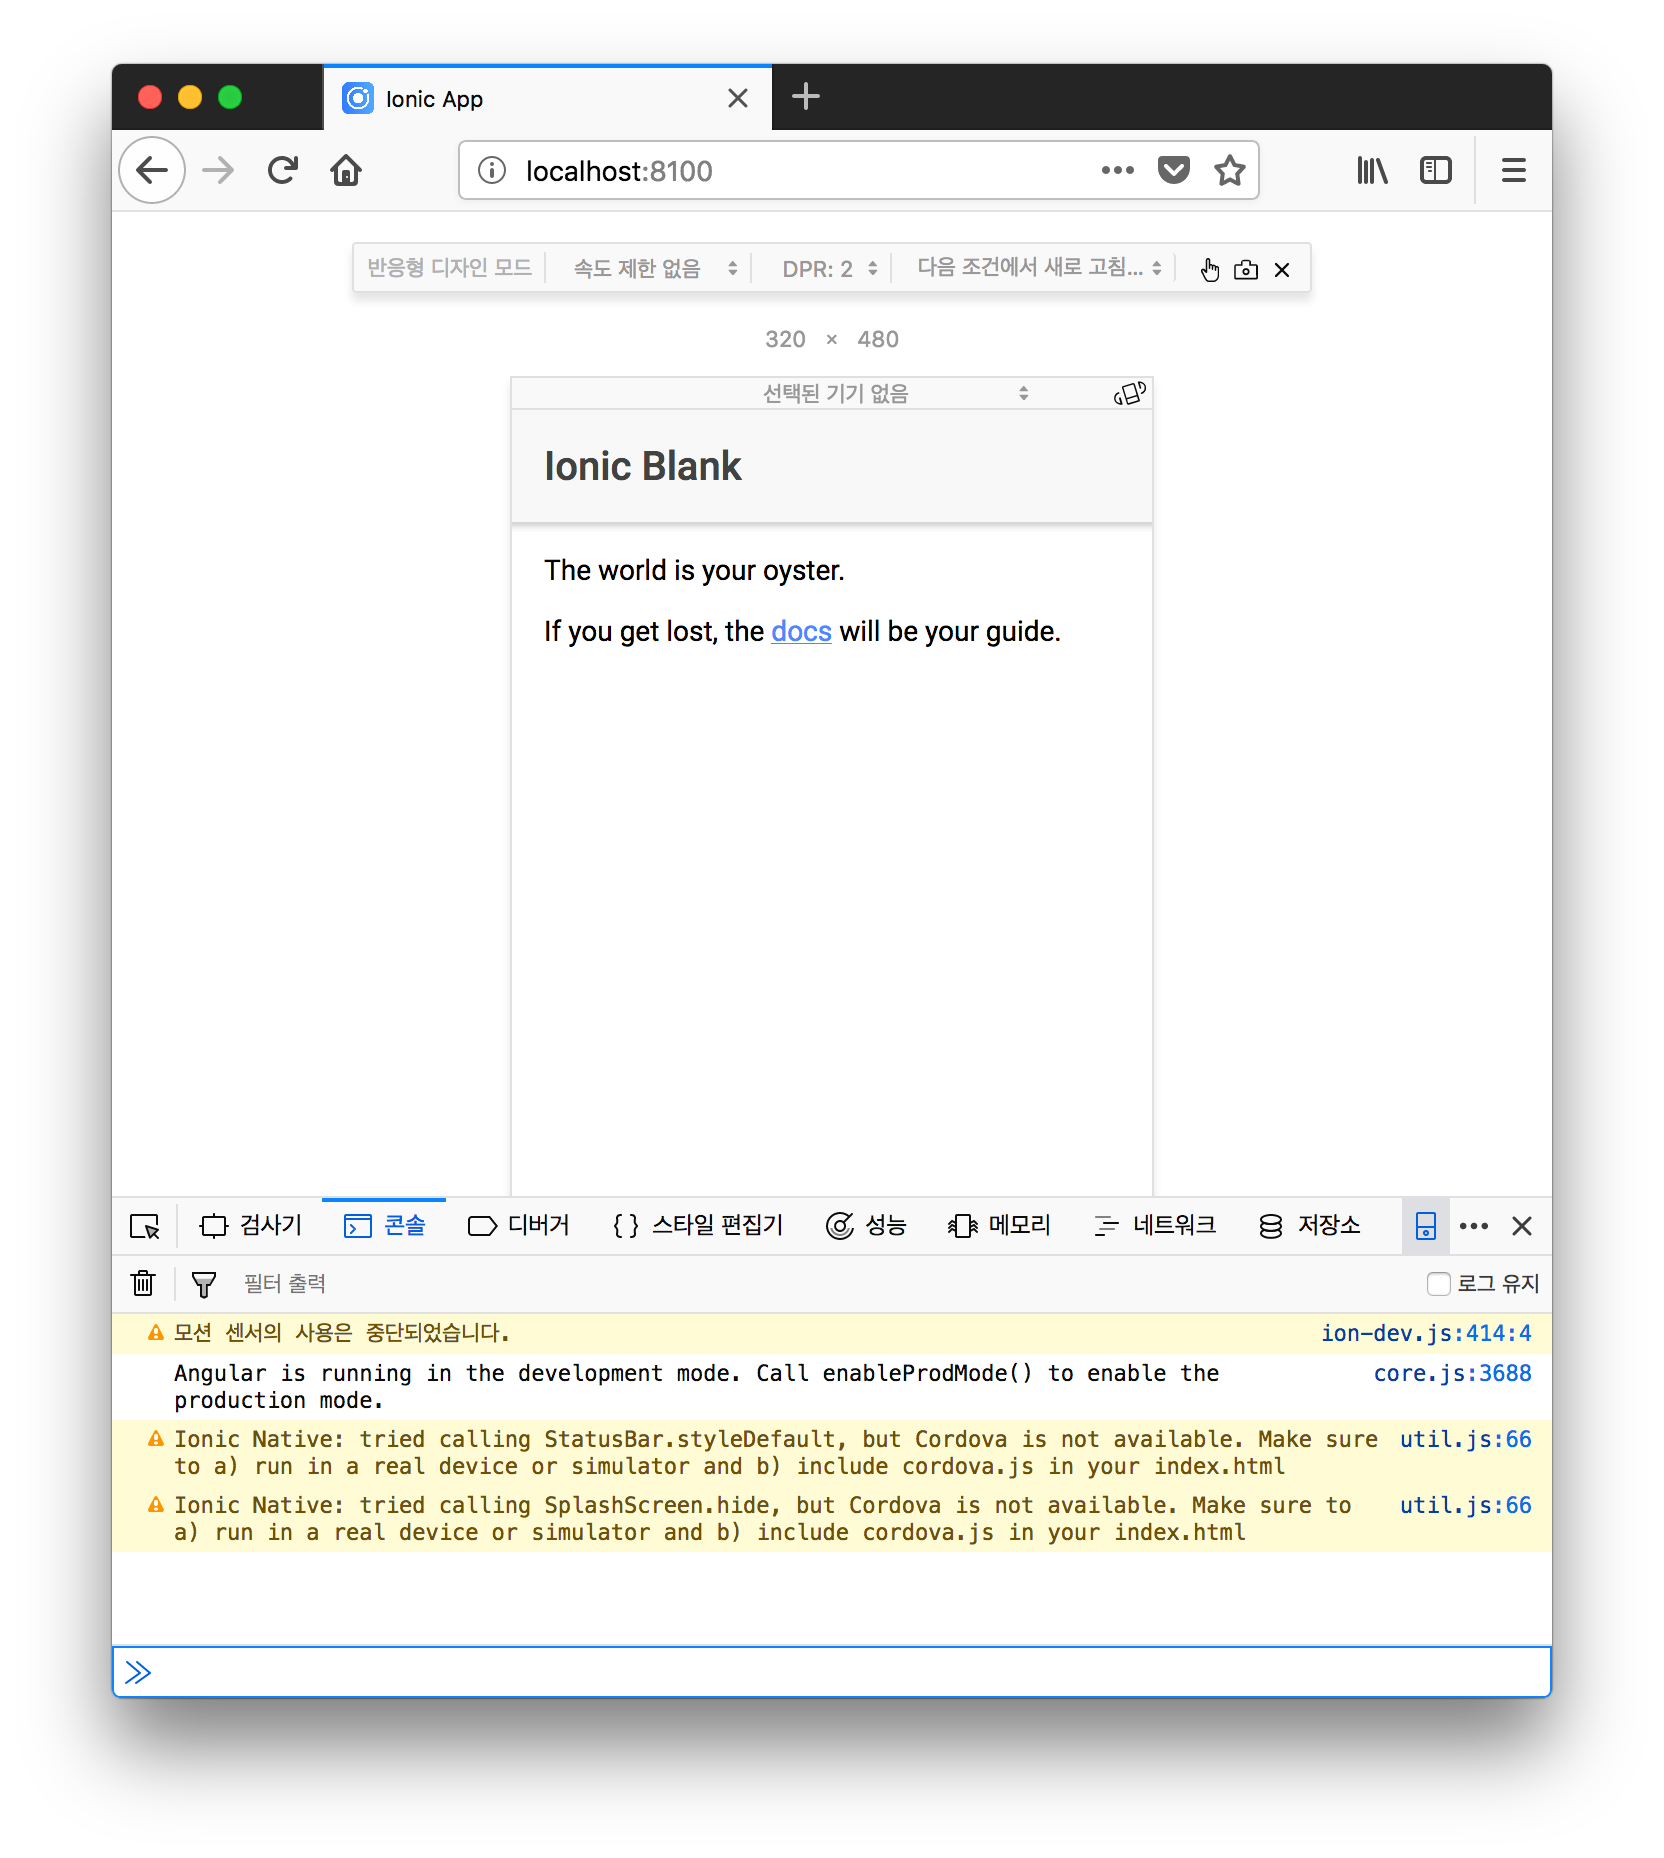 Ionic App
localhost:8100
반응형 디자인 모드 속도 제한 없음 DPR: 2 다음 조건에서 새로 고침...
320 × 480
선택된 기기 없음
Ionic Blank
The world is your oyster.
If you get lost, the docs will be your guide.
검사기 콘솔 디버거 스타일 편집기 성능 메모리 네트워크 저장소
필터 출력 로그 유지
모션 센서의 사용은 중단되었습니다. ion-dev.js:414:4
Angular is running in the development mode. Call enableProdMode() to enable the core.js:3688
production mode.
Ionic Native: tried calling StatusBar.styleDefault, but Cordova is not available. Make sure util.js:66
to a) run in a real device or simulator and b) include cordova.js in your index.html
Ionic Native: tried calling SplashScreen.hide, but Cordova is not available. Make sure to util.js:66
a) run in a real device or simulator and b) include cordova.js in your index.html